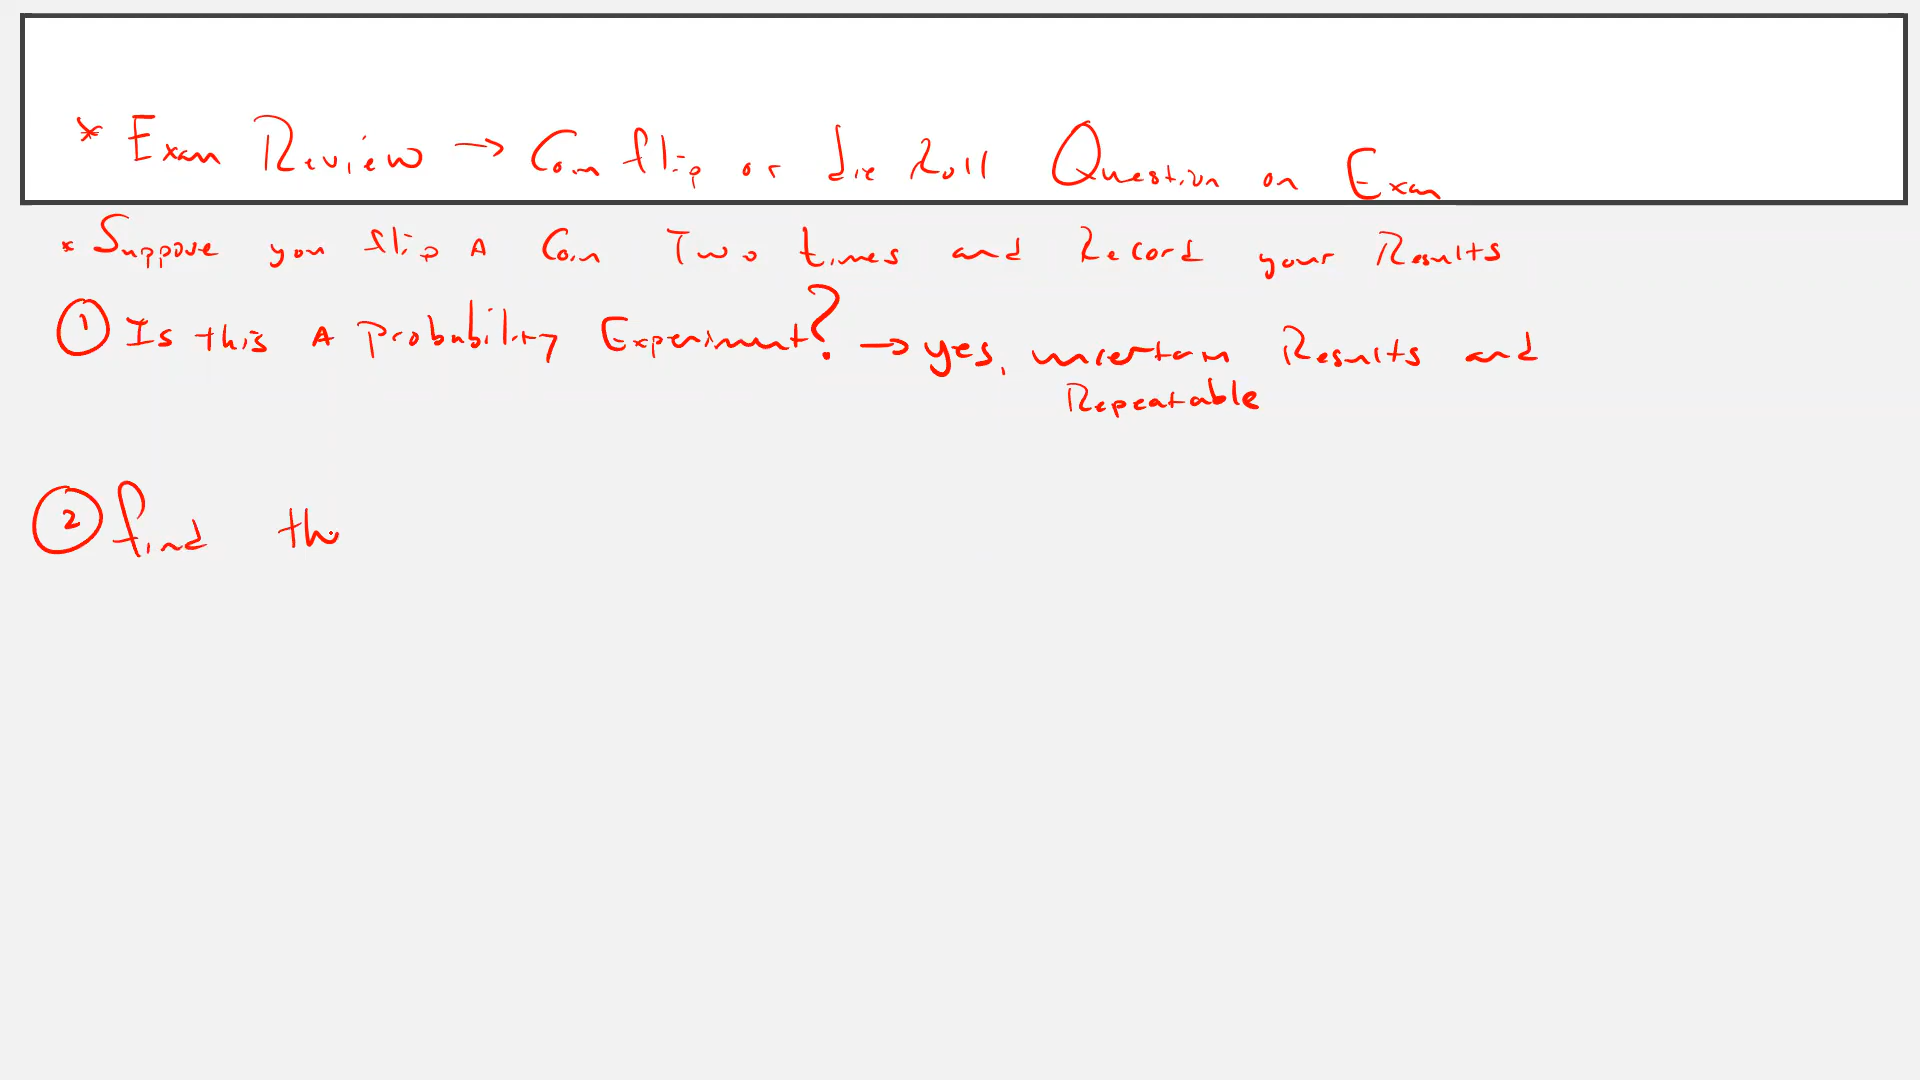 * Exam Review → Coin flip or die Roll Question on Exam
* Suppose you flip A Coin Two times and Record your Results
① Is this A Probability Experiment? → yes, uncertain Results and
Repeatable
② find the